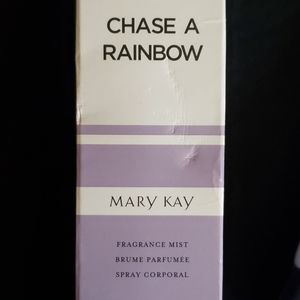 CHASE A
RAINBOW
MARY KAY
FRAGRANCE MIST
BRUME PARFUMÉE
SPRAY CORPORAL